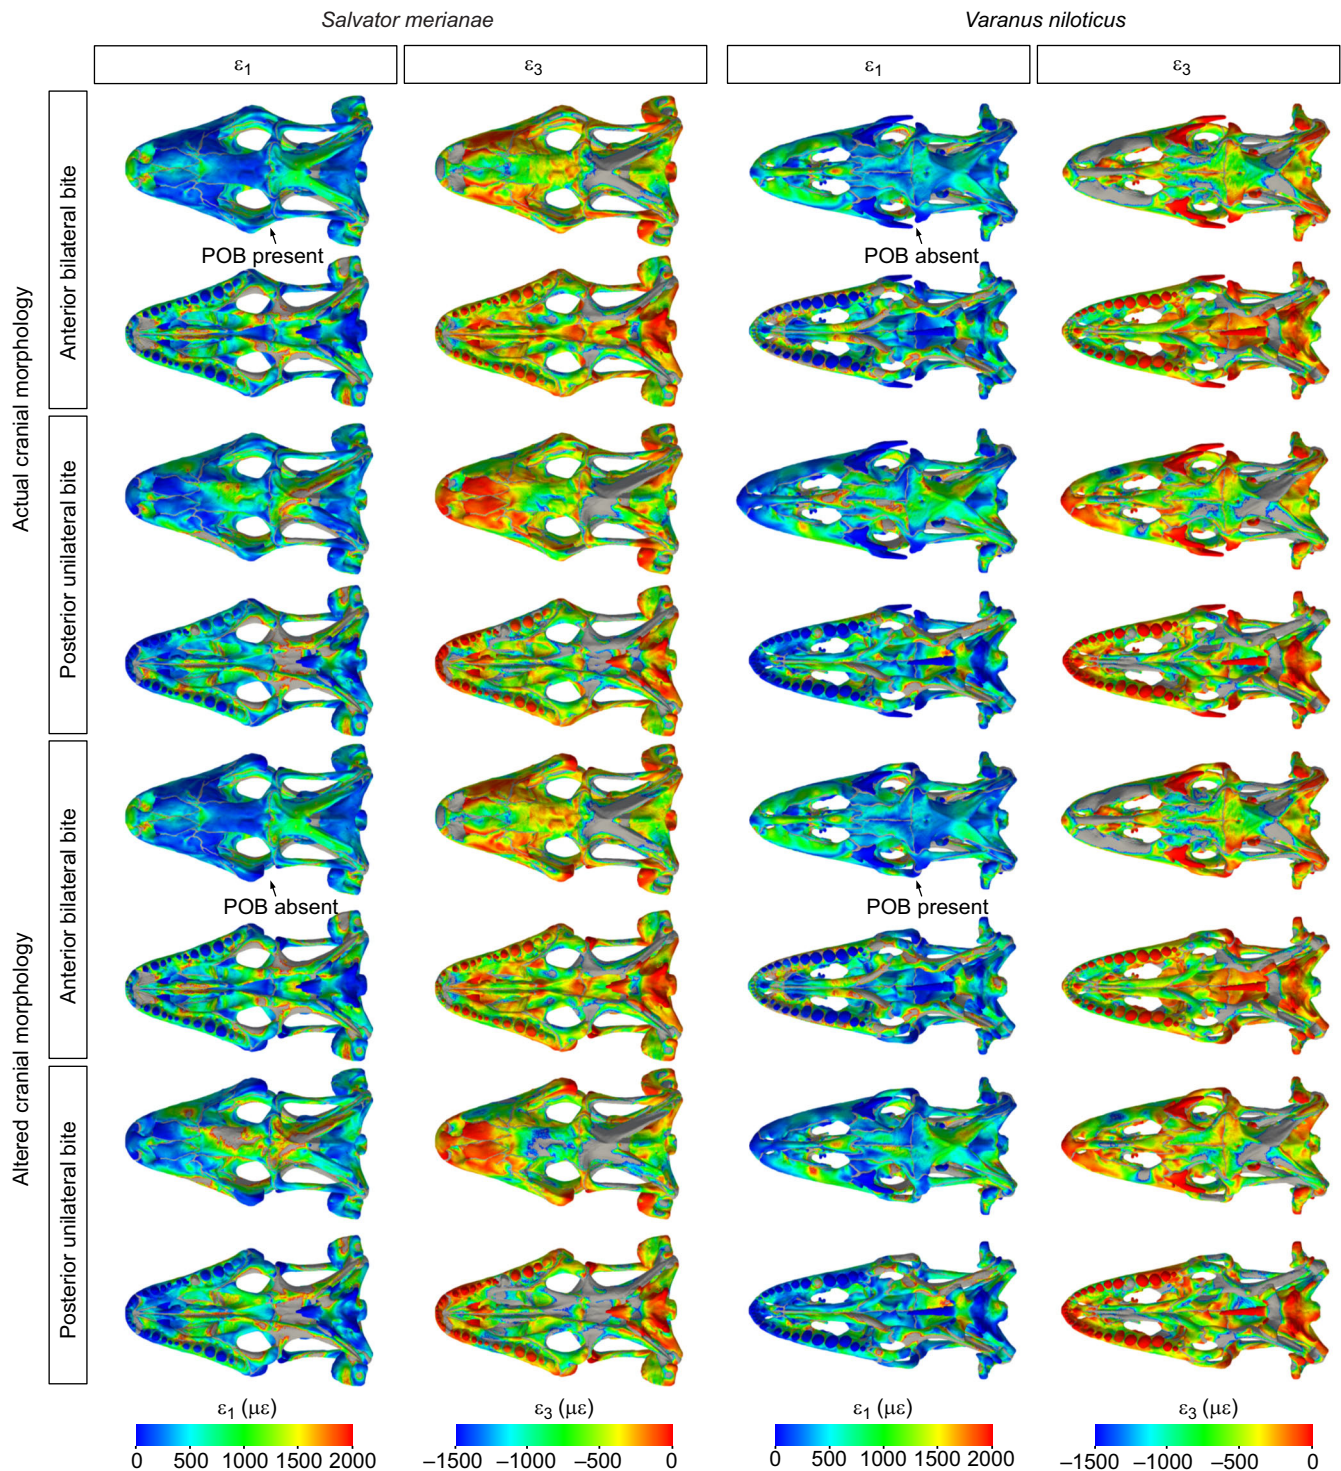 Salvator merianae
Varanus niloticus
ε1
ε3
ε1
ε3
Actual cranial morphology
Anterior bilateral bite
POB present
POB absent
Posterior unilateral bite
Altered cranial morphology
Anterior bilateral bite
POB absent
POB present
Posterior unilateral bite
ε1 (με)
ε3 (με)
ε1 (με)
ε3 (με)
0 500 1000 1500 2000
–1500 –1000 –500 0
0 500 1000 1500 2000
–1500 –1000 –500 0